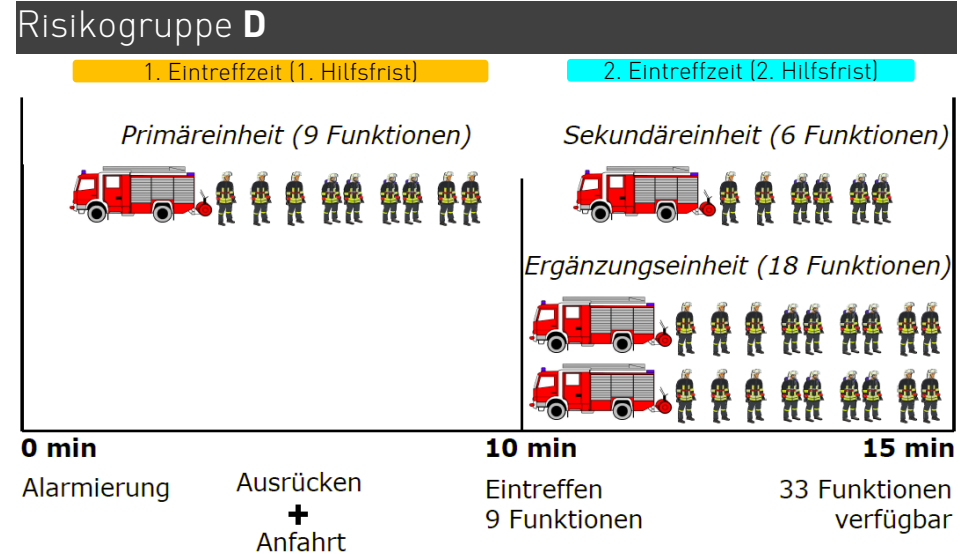 Risikogruppe D
1. Eintreffzeit (1. Hilfsfrist)
2. Eintreffzeit (2. Hilfsfrist)
Primäreinheit (9 Funktionen)
Sekundäreinheit (6 Funktionen)
Ergänzungseinheit (18 Funktionen)
0 min
10 min
15 min
Alarmierung
Ausrücken
+
Anfahrt
Eintreffen
9 Funktionen
33 Funktionen
verfügbar